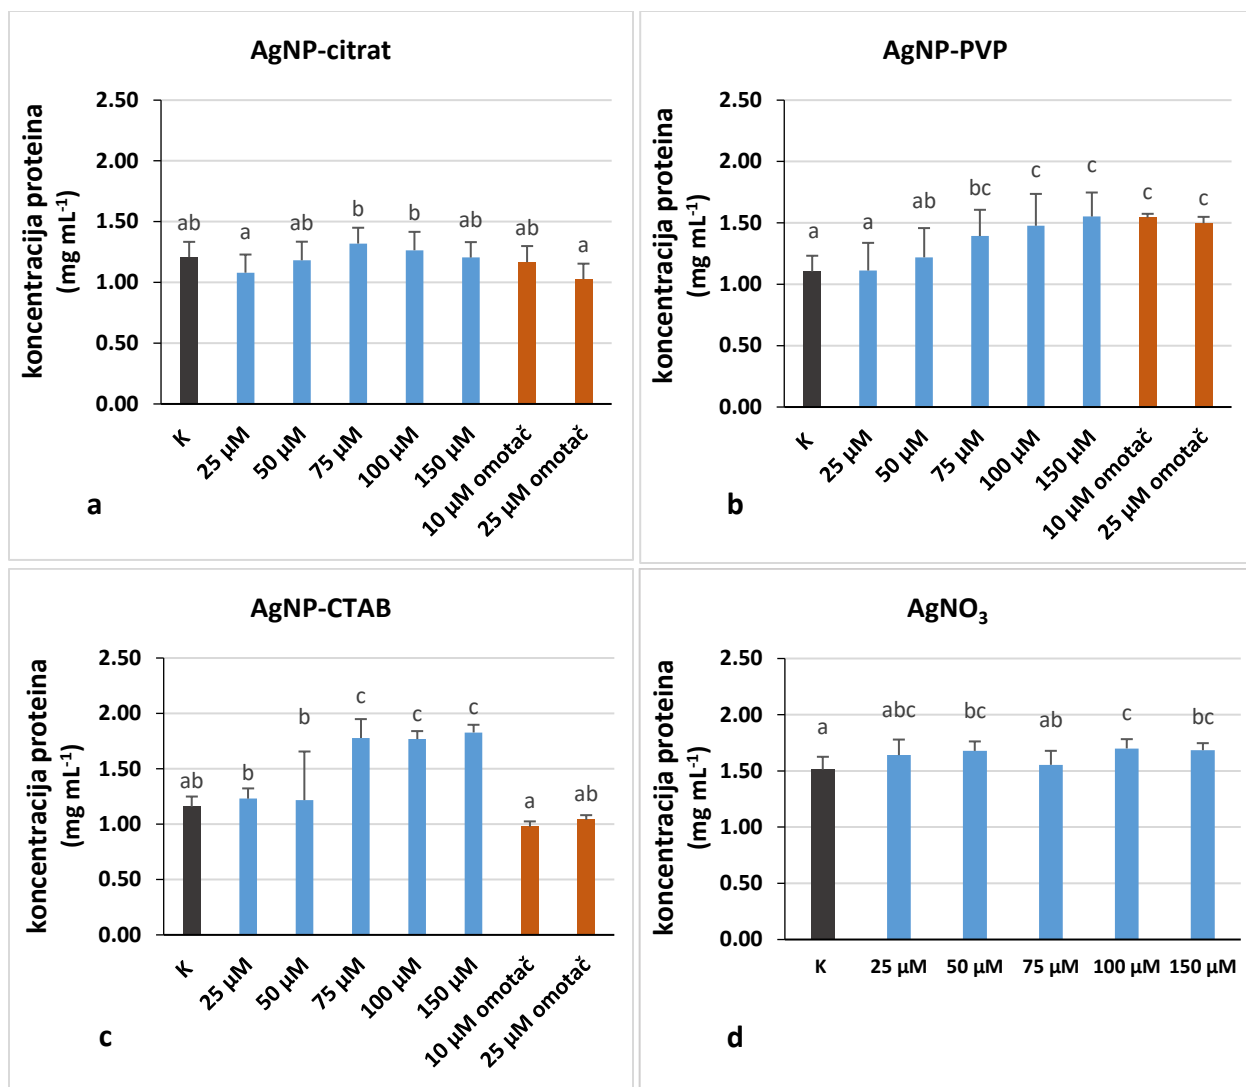 AgNP-citrat
koncentracija proteina
(mg mL⁻¹)
2.50
2.00
1.50
1.00
0.50
0.00
ab
a
ab
b
b
ab
ab
a
K
25 µM
50 µM
75 µM
100 µM
150 µM
10 µM omotač
25 µM omotač
a
AgNP-PVP
koncentracija proteina
(mg mL⁻¹)
2.50
2.00
1.50
1.00
0.50
0.00
a
a
ab
bc
c
c
c
c
K
25 µM
50 µM
75 µM
100 µM
150 µM
10 µM omotač
25 µM omotač
b
AgNP-CTAB
koncentracija proteina
(mg mL⁻¹)
2.50
2.00
1.50
1.00
0.50
0.00
ab
b
b
c
c
c
a
ab
K
25 µM
50 µM
75 µM
100 µM
150 µM
10 µM omotač
25 µM omotač
c
AgNO₃
koncentracija proteina
(mg mL⁻¹)
2.50
2.00
1.50
1.00
0.50
0.00
a
abc
bc
ab
c
bc
K
25 µM
50 µM
75 µM
100 µM
150 µM
d